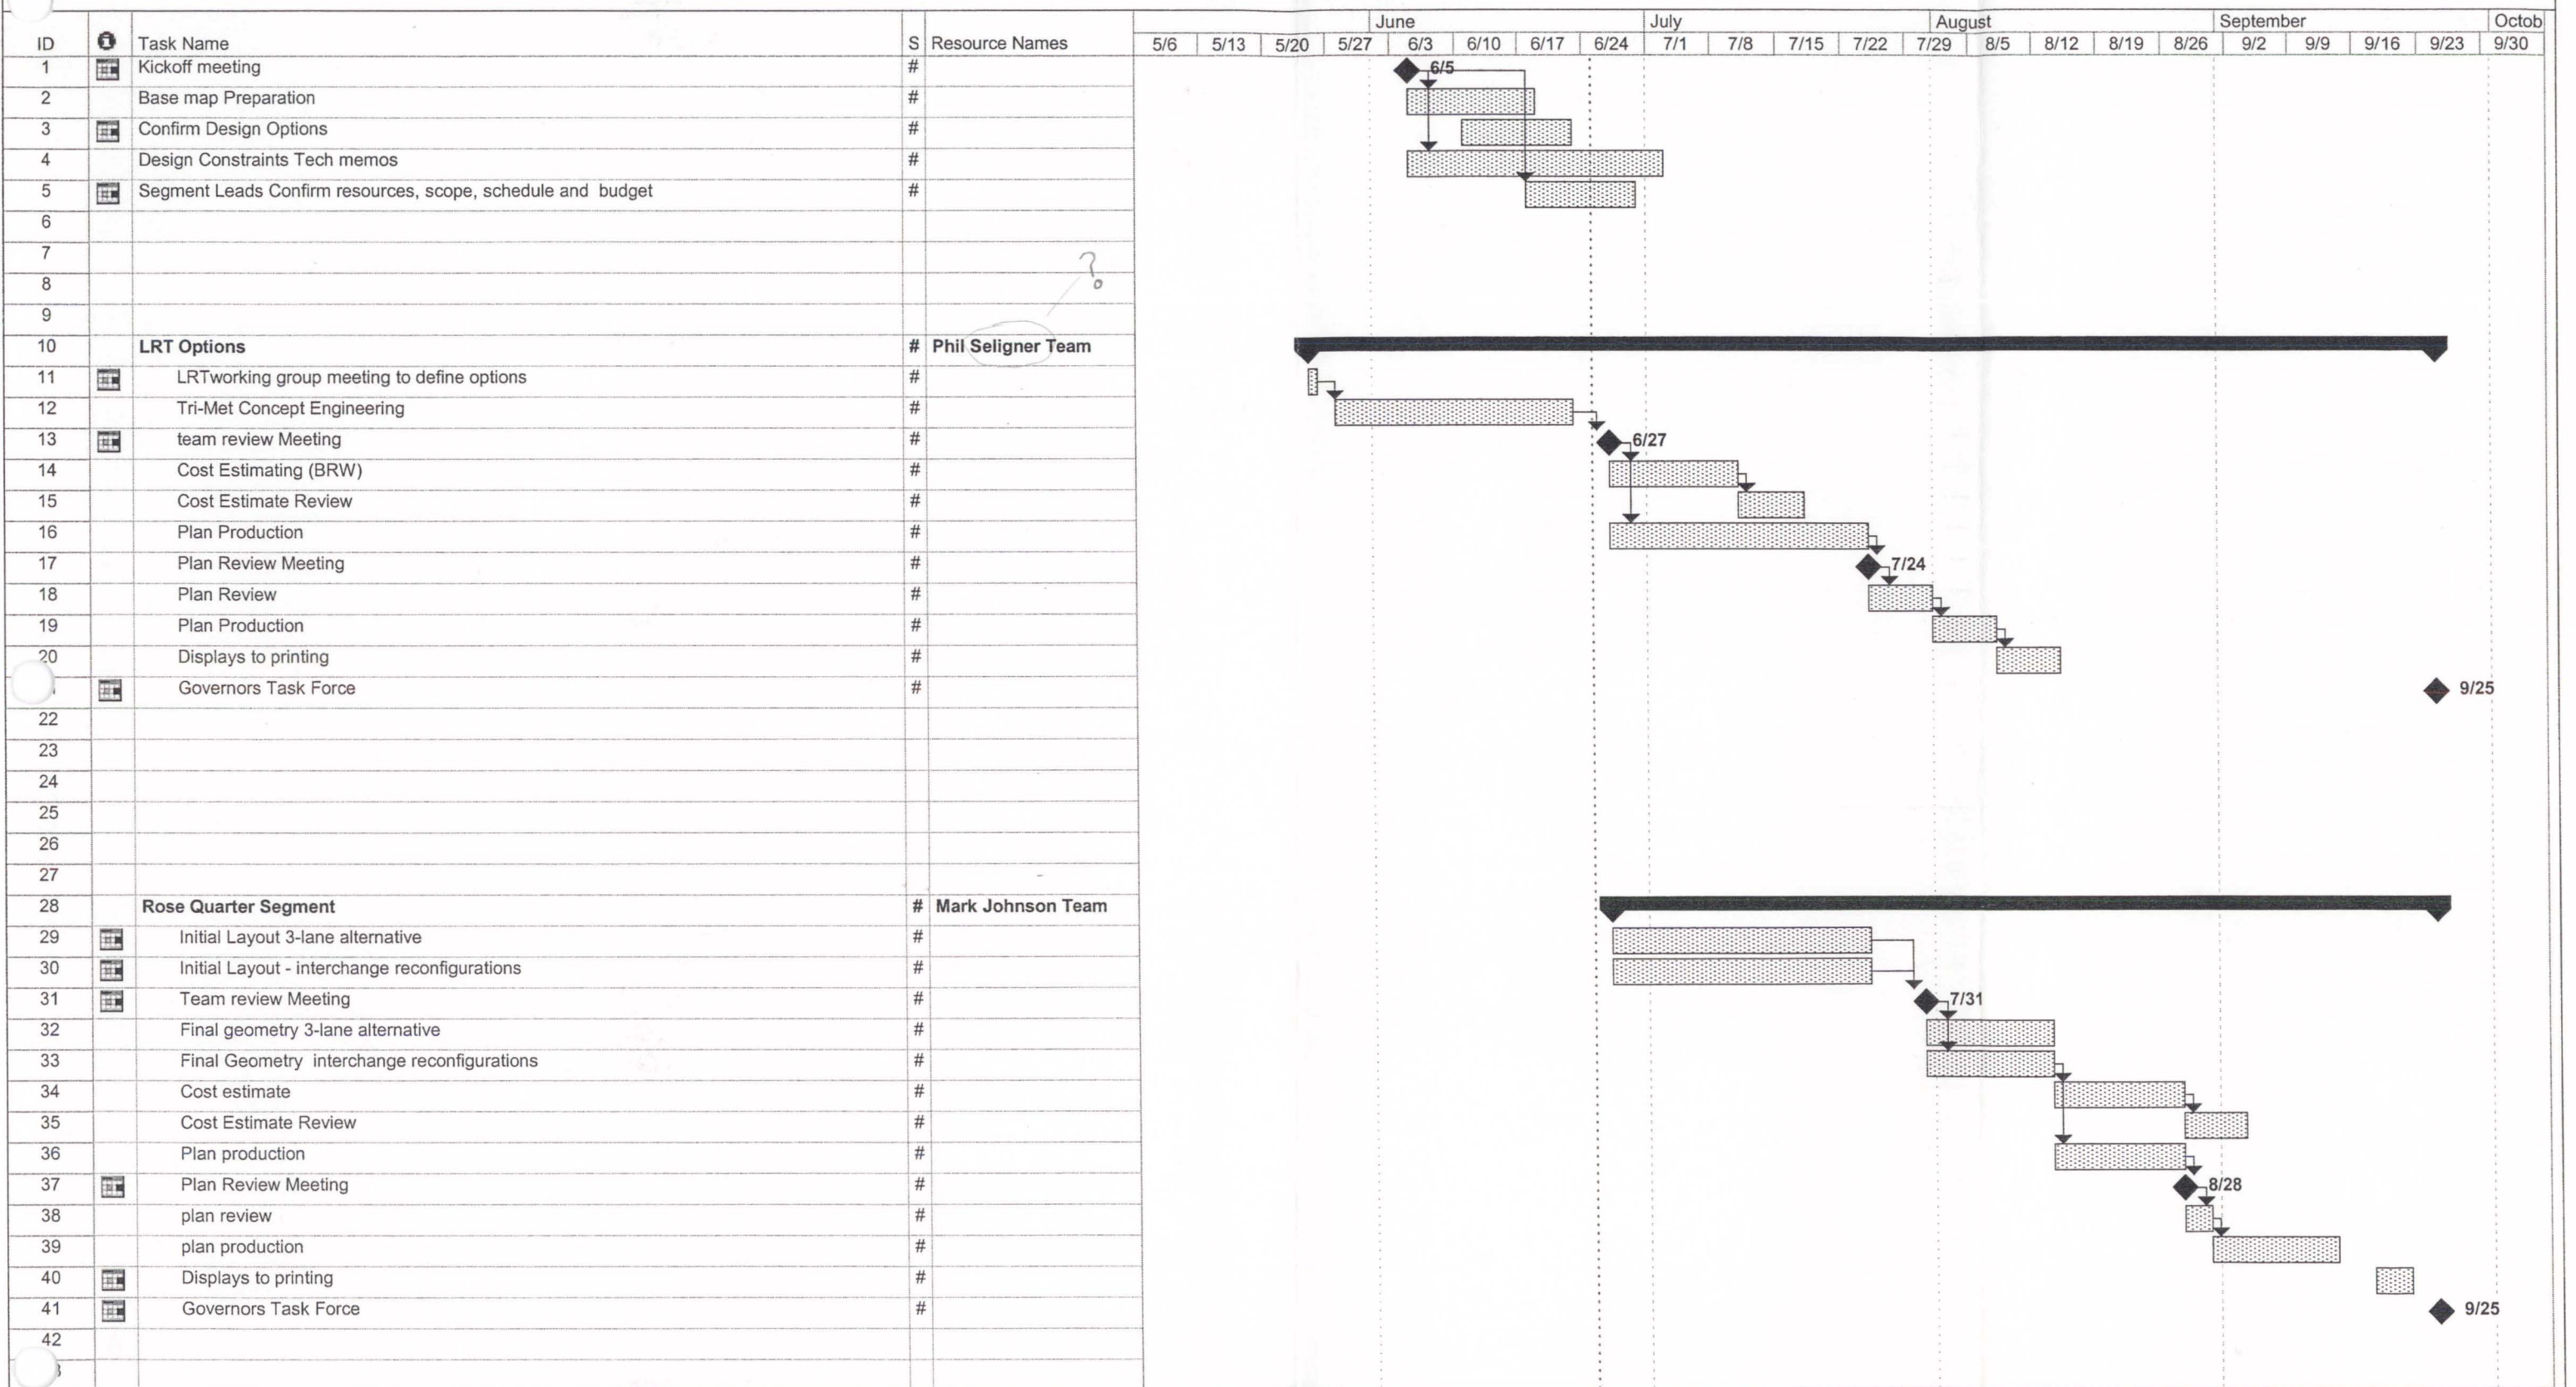 June July August September Octob
ID Task Name S Resource Names 5/6 5/13 5/20 5/27 6/3 6/10 6/17 6/24 7/1 7/8 7/15 7/22 7/29 8/5 8/12 8/19 8/26 9/2 9/9 9/16 9/23 9/30
1 Kickoff meeting # 6/5
2 Base map Preparation #
3 Confirm Design Options #
4 Design Constraints Tech memos #
5 Segment Leads Confirm resources, scope, schedule and budget #
6
7
?
8
9
10 LRT Options # Phil Seligner Team
11 LRTworking group meeting to define options #
12 Tri-Met Concept Engineering #
13 team review Meeting # 6/27
14 Cost Estimating (BRW) #
15 Cost Estimate Review #
16 Plan Production #
17 Plan Review Meeting # 7/24
18 Plan Review #
19 Plan Production #
20 Displays to printing #
Governors Task Force # 9/25
22
23
24
25
26
27
28 Rose Quarter Segment # Mark Johnson Team
29 Initial Layout 3-lane alternative #
30 Initial Layout - interchange reconfigurations #
31 Team review Meeting # 7/31
32 Final geometry 3-lane alternative #
33 Final Geometry interchange reconfigurations #
34 Cost estimate #
35 Cost Estimate Review #
36 Plan production #
37 Plan Review Meeting # 8/28
38 plan review #
39 plan production #
40 Displays to printing #
41 Governors Task Force # 9/25
42